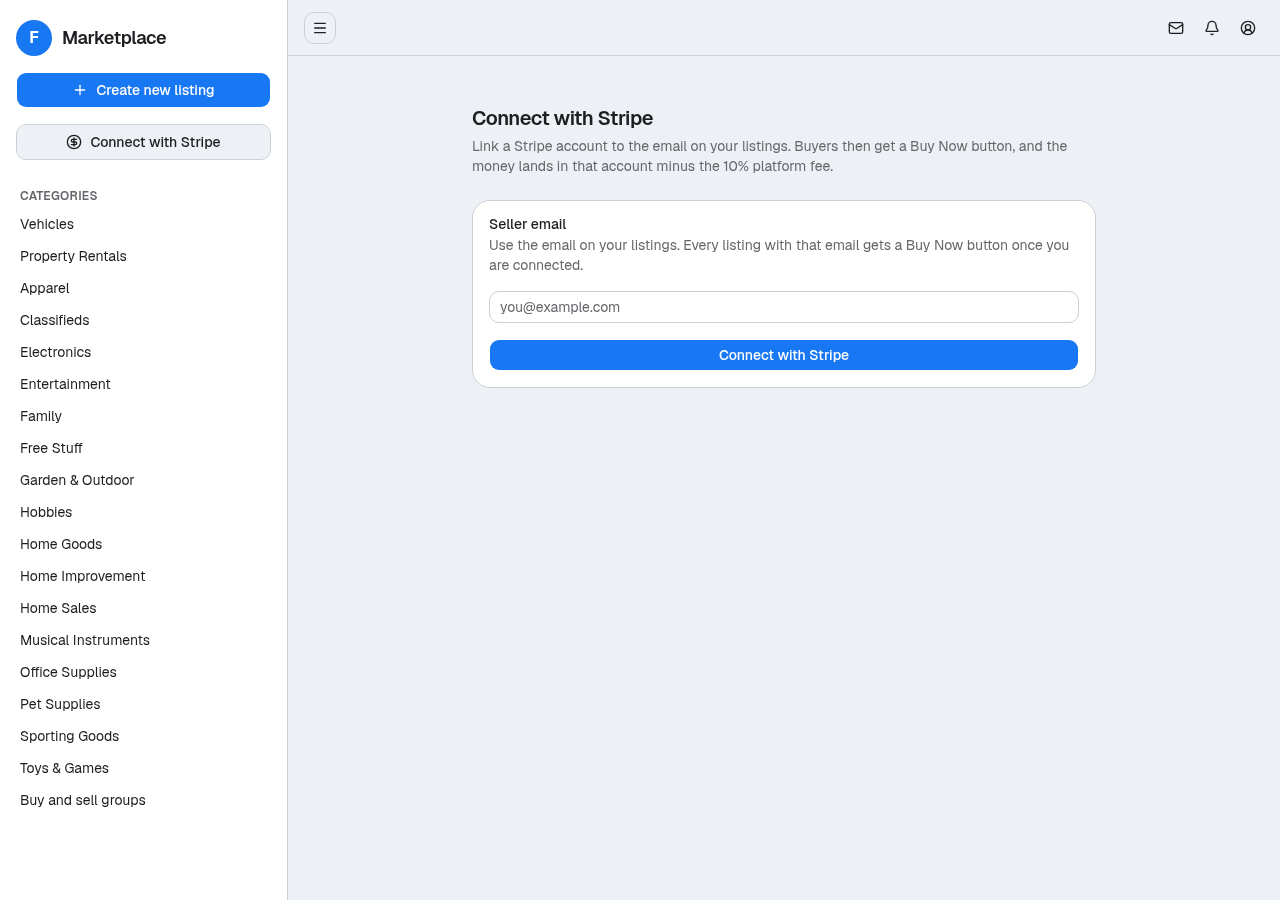 F
Marketplace
Create new listing
Connect with Stripe
CATEGORIES
Vehicles
Property Rentals
Apparel
Classifieds
Electronics
Entertainment
Family
Free Stuff
Garden & Outdoor
Hobbies
Home Goods
Home Improvement
Home Sales
Musical Instruments
Office Supplies
Pet Supplies
Sporting Goods
Toys & Games
Buy and sell groups
Connect with Stripe
Link a Stripe account to the email on your listings. Buyers then get a Buy Now button, and the
money lands in that account minus the 10% platform fee.
Seller email
Use the email on your listings. Every listing with that email gets a Buy Now button once you
are connected.
you@example.com
Connect with Stripe